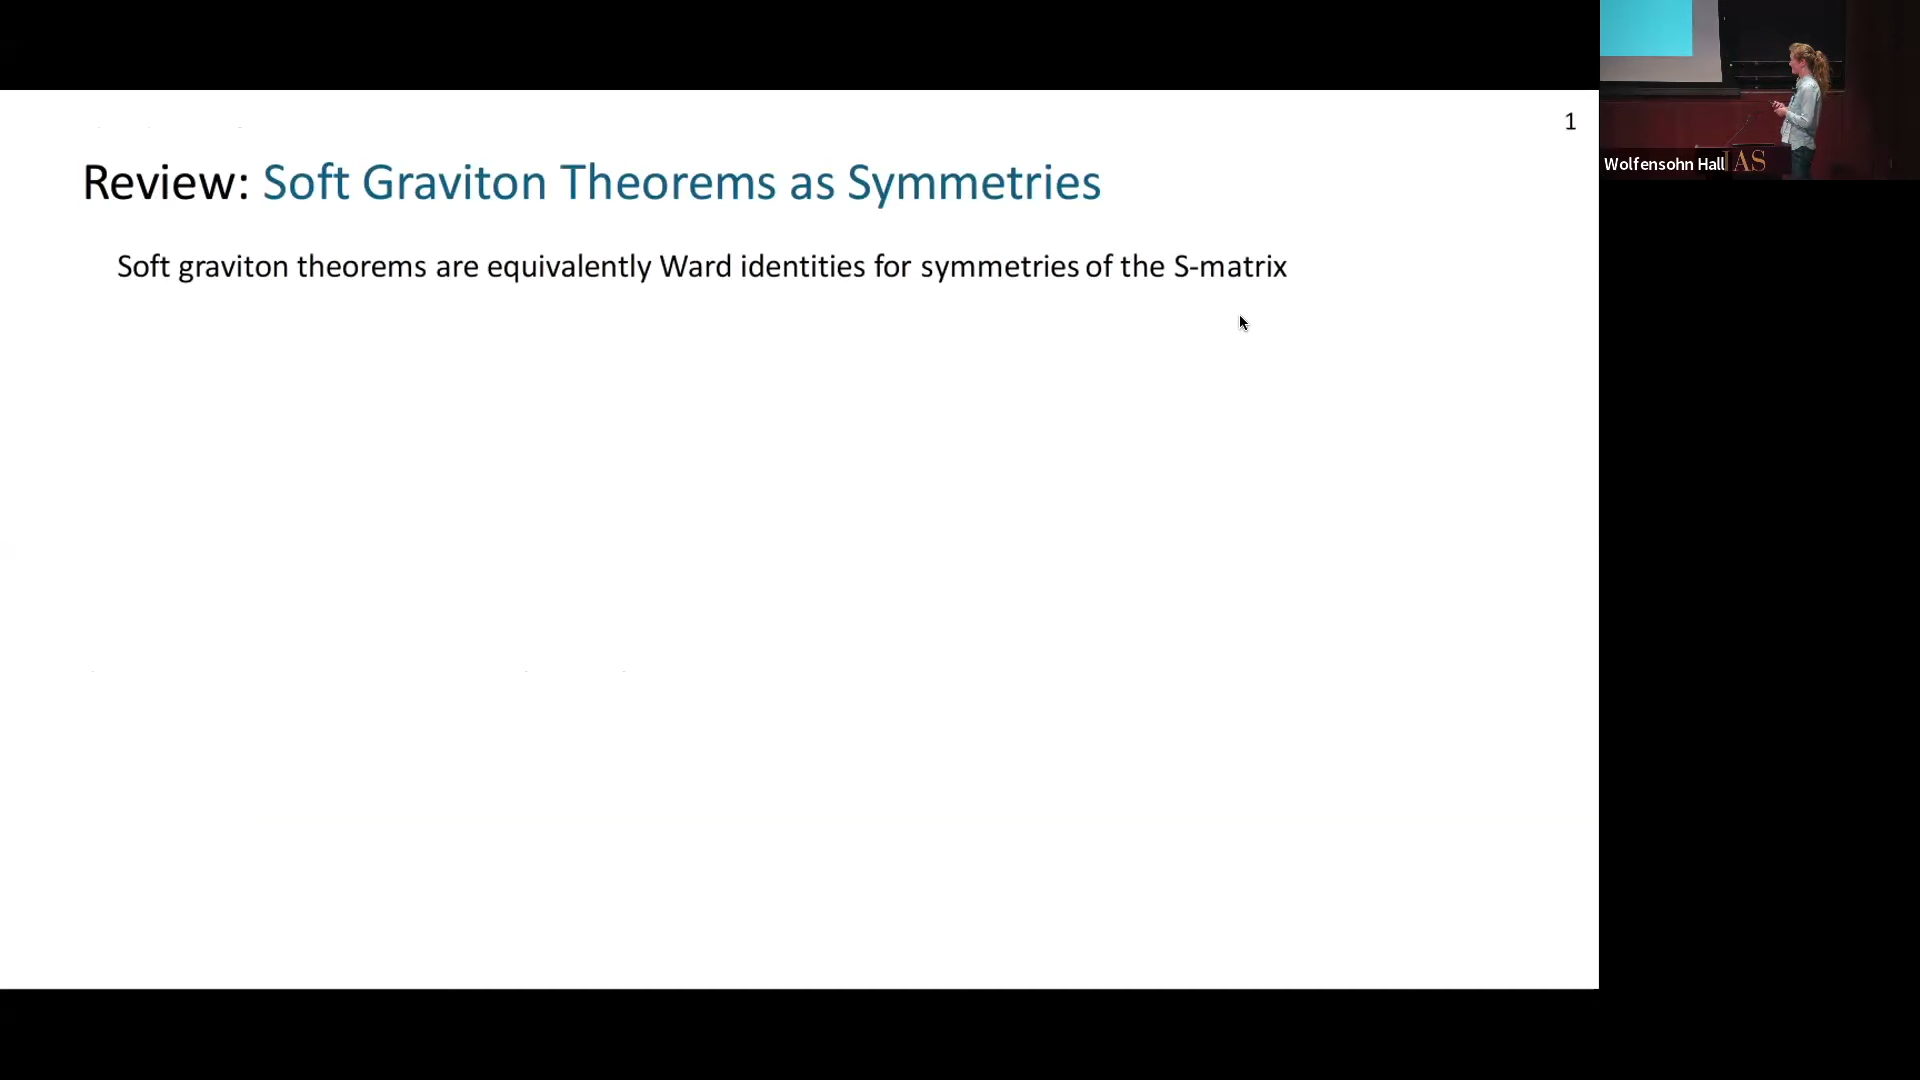 1
Review: Soft Graviton Theorems as Symmetries
Soft graviton theorems are equivalently Ward identities for symmetries of the S-matrix
Wolfensohn Hall
IAS